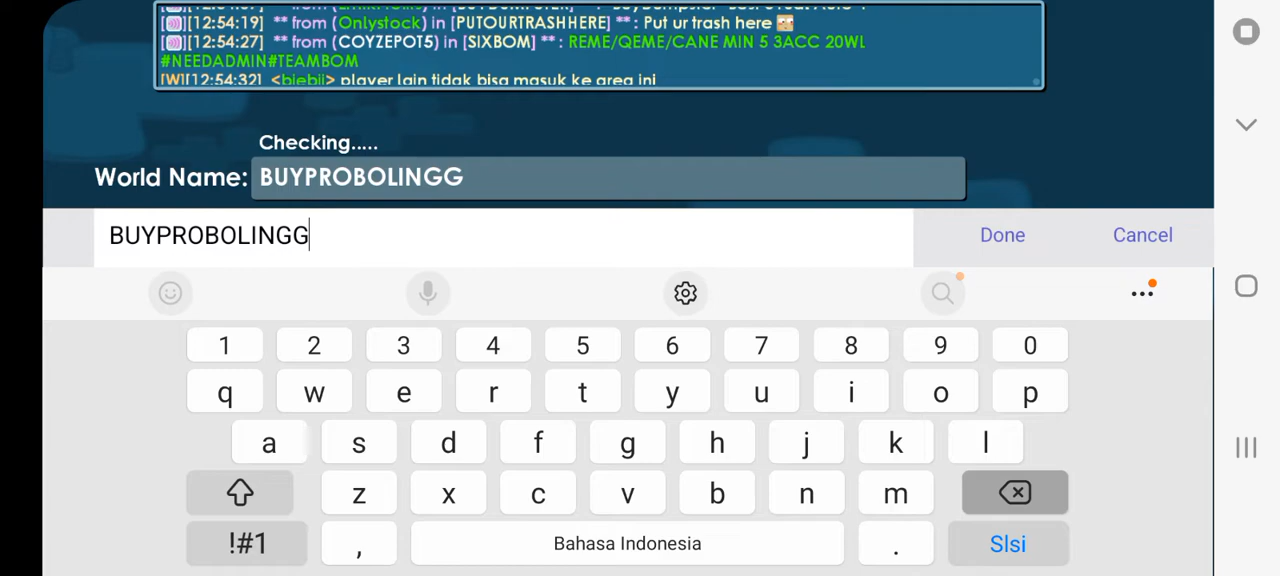 [12:54:19] ** from (Onlystock) in [PUTOURTRASHHERE] ** : Put ur trash here
[12:54:27] ** from (COYZEPOT5) in [SIXBOM] ** : REME/QEME/CANE MIN 5 3ACC 20WL
#NEEDADMIN#TEAMBOM
[W][12:54:32] <biebii> player lain tidak bisa masuk ke area ini
Checking.....
World Name: BUYPROBOLINGG
BUYPROBOLINGG Done Cancel
1 2 3 4 5 6 7 8 9 0
q w e r t y u i o p
a s d f g h j k l
z x c v b n m
!#1 , Bahasa Indonesia . Slsi